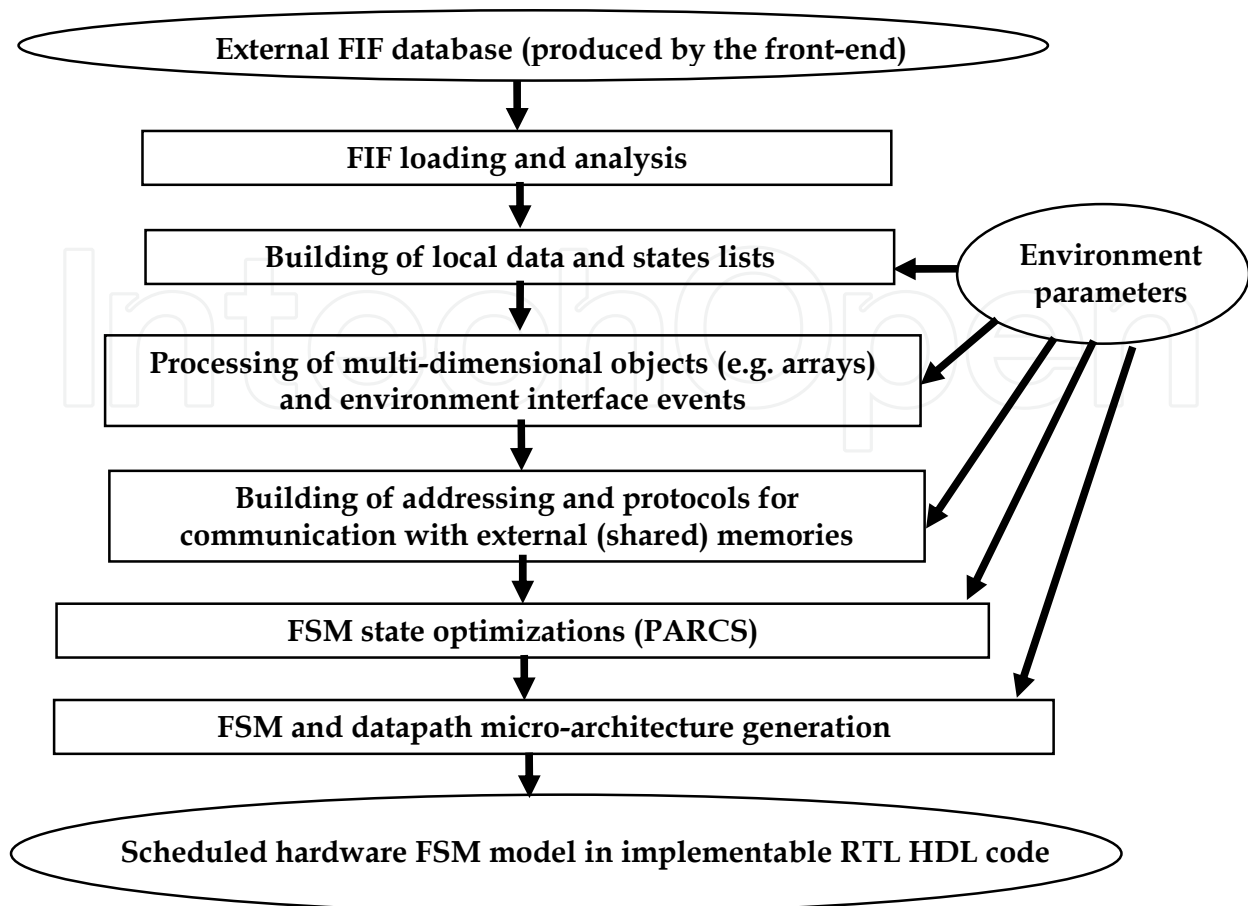 External FIF database (produced by the front-end)
FIF loading and analysis
Building of local data and states lists
Environment
parameters
Processing of multi-dimensional objects (e.g. arrays)
and environment interface events
Building of addressing and protocols for
communication with external (shared) memories
FSM state optimizations (PARCS)
FSM and datapath micro-architecture generation
Scheduled hardware FSM model in implementable RTL HDL code
IntechOpen